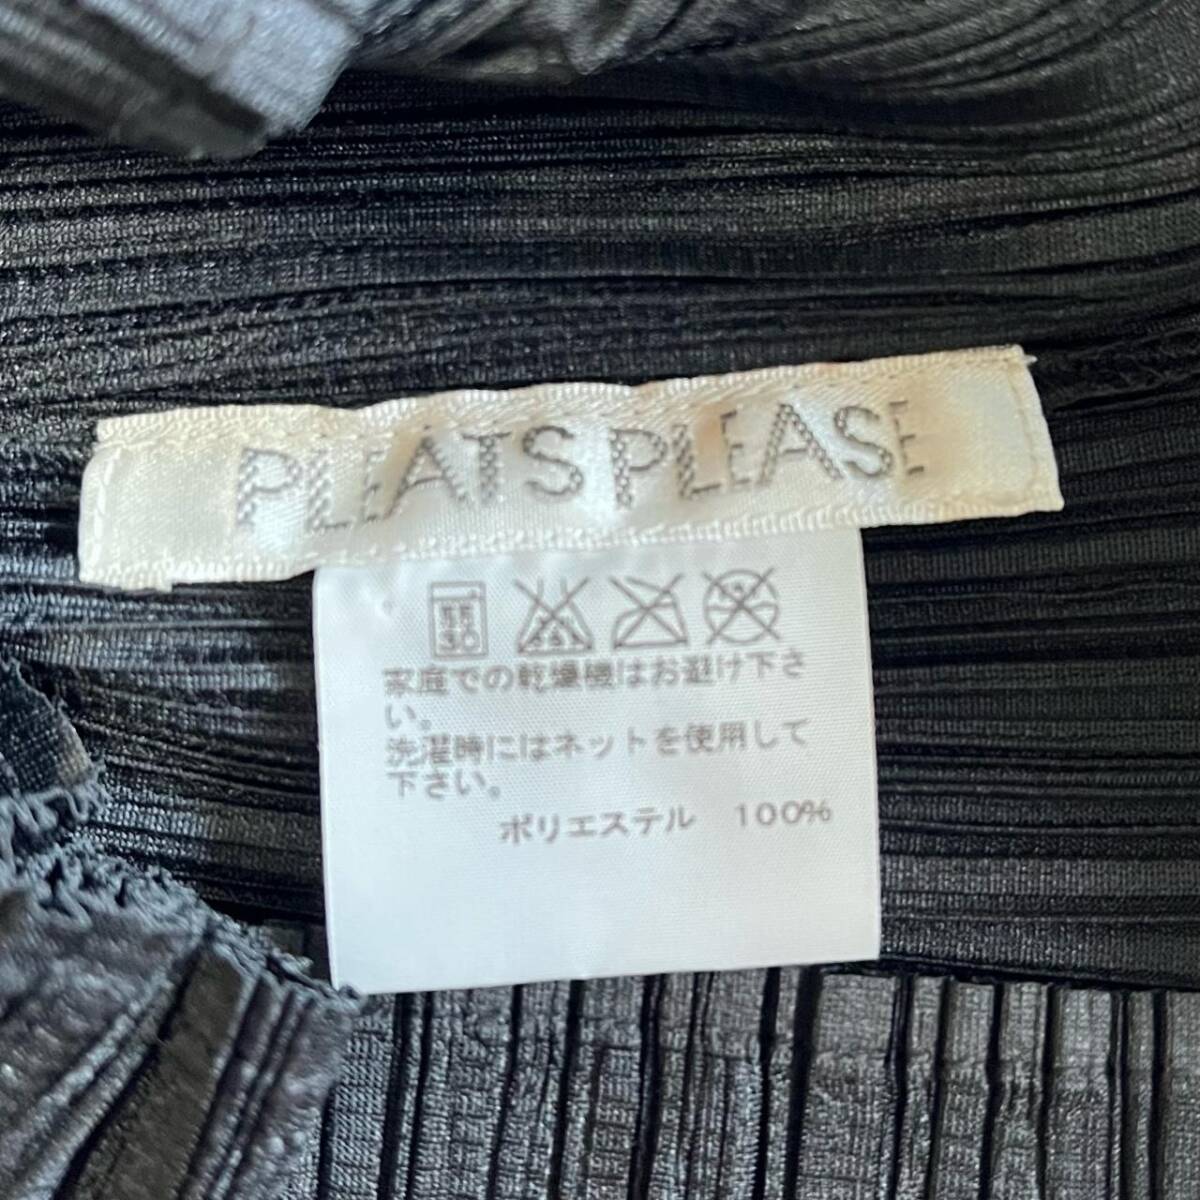 PLEATS PLEASE
家庭での乾燥機はお避け下さ
い。
洗濯時にはネットを使用して
下さい。
ポリエステル 100%